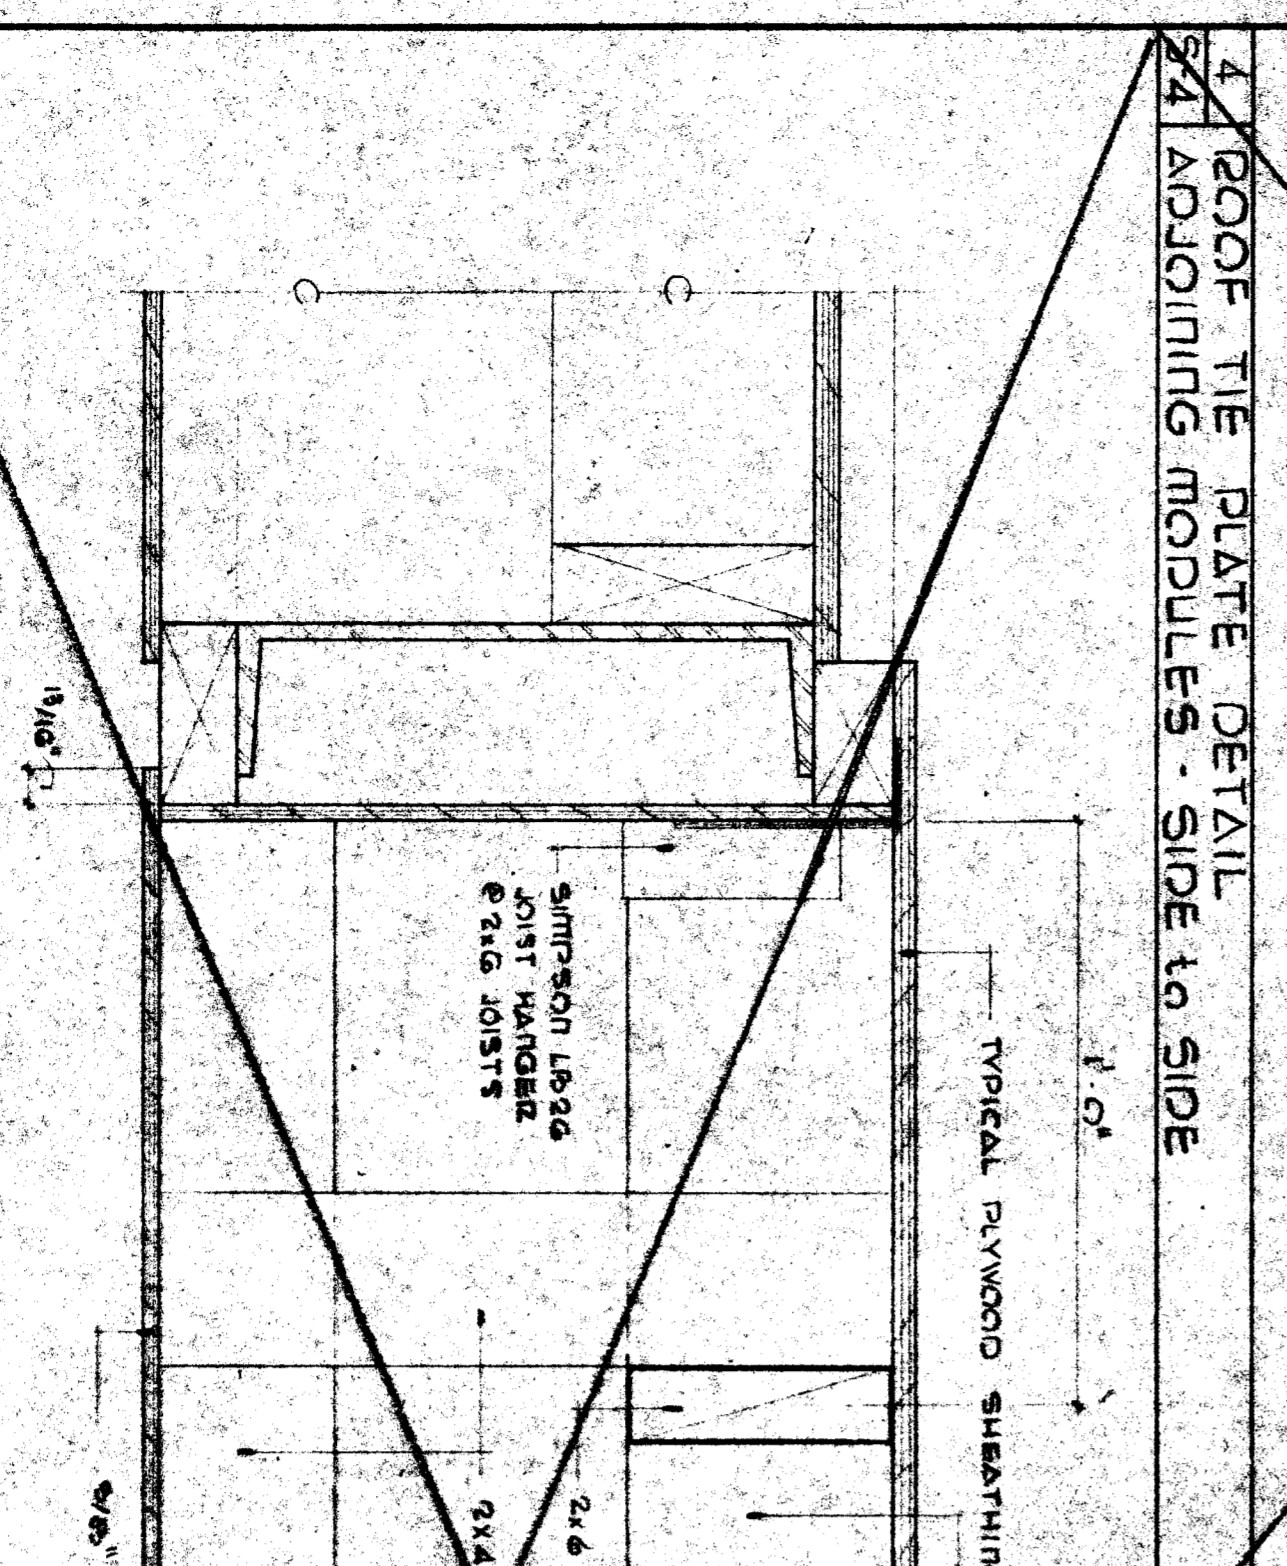 4
S-4
ROOF TIE PLATE DETAIL
ADJOINING MODULES - SIDE to SIDE
1'-0"
TYPICAL PLYWOOD SHEATHIN
SIMPSON LB26
JOIST HANGER
@ 2x6 JOISTS
2x6
2x4
13/16"